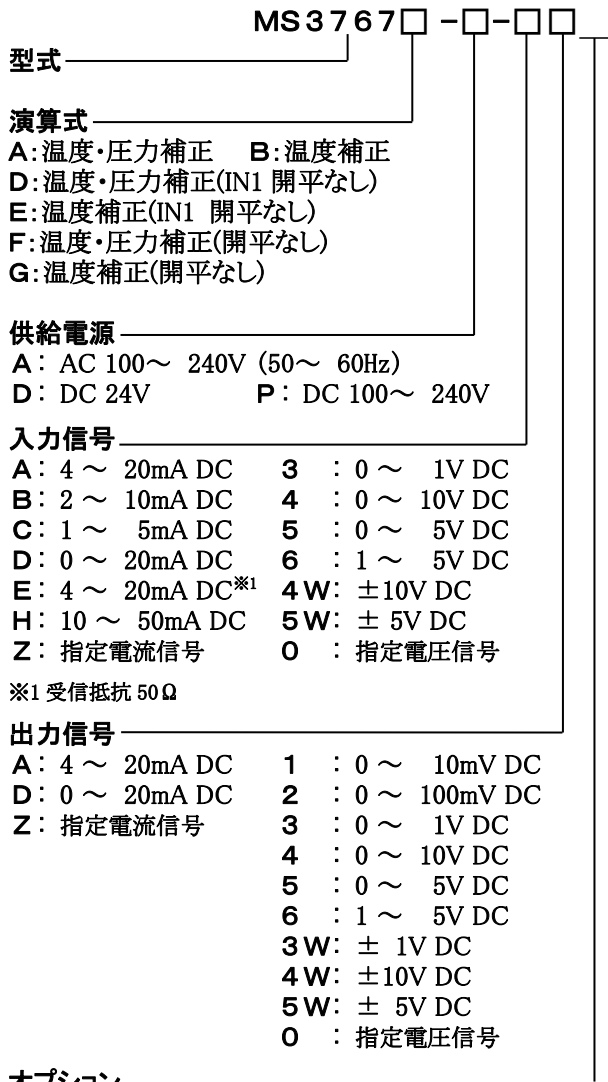 MS3767□-□-□□
型式
演算式
A:温度・圧力補正 B:温度補正
D:温度・圧力補正(IN1 開平なし)
E:温度補正(IN1 開平なし)
F:温度・圧力補正(開平なし)
G:温度補正(開平なし)
供給電源
A: AC 100～ 240V (50～ 60Hz)
D: DC 24V P: DC 100～ 240V
入力信号
A: 4 ～ 20mA DC 3 : 0 ～ 1V DC
B: 2 ～ 10mA DC 4 : 0 ～ 10V DC
C: 1 ～ 5mA DC 5 : 0 ～ 5V DC
D: 0 ～ 20mA DC 6 : 1 ～ 5V DC
E: 4 ～ 20mA DC※1 4W: ±10V DC
H: 10 ～ 50mA DC 5W: ± 5V DC
Z: 指定電流信号 0 : 指定電圧信号
※1 受信抵抗 50Ω
出力信号
A: 4 ～ 20mA DC 1 : 0 ～ 10mV DC
D: 0 ～ 20mA DC 2 : 0 ～ 100mV DC
Z: 指定電流信号 3 : 0 ～ 1V DC
4 : 0 ～ 10V DC
5 : 0 ～ 5V DC
6 : 1 ～ 5V DC
3W: ± 1V DC
4W: ±10V DC
5W: ± 5V DC
0 : 指定電圧信号
オプション